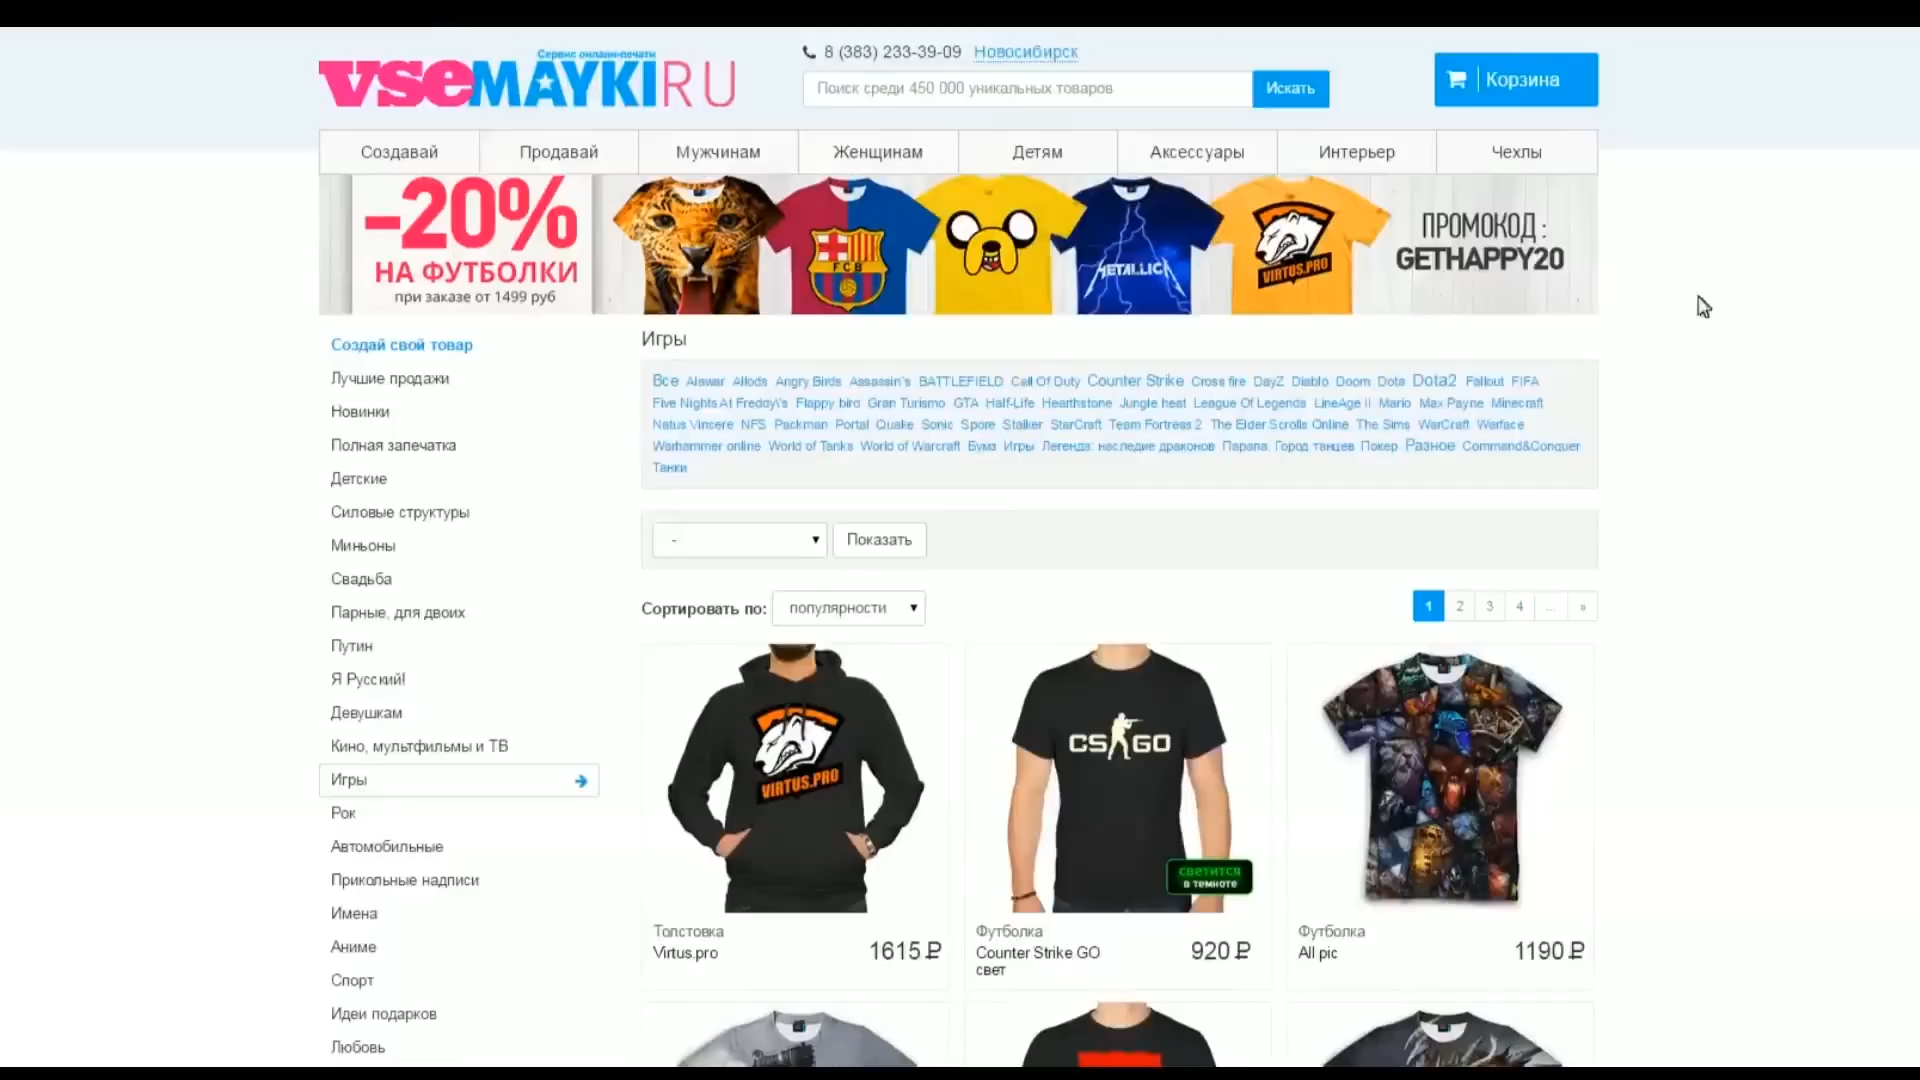 Сервис онлайн-печати
vseMAYKIRU
8 (383) 233-39-09 Новосибирск
Поиск среди 450 000 уникальных товаров
Искать
Корзина
Создавай Продавай Мужчинам Женщинам Детям Аксессуары Интерьер Чехлы
-20%
НА ФУТБОЛКИ
при заказе от 1499 руб
FCB
METALLICA
VIRTUS.PRO
ПРОМОКОД:
GETHAPPY20
Создай свой товар
Лучшие продажи
Новинки
Полная запечатка
Детские
Силовые структуры
Миньоны
Свадьба
Парные, для двоих
Путин
Я Русский!
Девушкам
Кино, мультфильмы и ТВ
Игры
Рок
Автомобильные
Прикольные надписи
Имена
Аниме
Спорт
Идеи подарков
Любовь
Игры
Все Alawar Allods Angry Birds Assassin`s BATTLEFIELD Call Of Duty Counter Strike Cross fire DayZ Diablo Doom Dota Dota2 Fallout FIFA
Five Nights At Freddy\'s Flappy bird Gran Turismo GTA Half-Life Hearthstone Jungle heat League Of Legends LineAge II Mario Max Payne Minecraft
Natus Vincere NFS Packman Portal Quake Sonic Spore Stalker StarCraft Team Fortress 2 The Elder Scrolls Online The Sims WarCraft Warface
Warhammer online World of Tanks World of Warcraft Бумз Игры Легенда: наследие драконов Парапа. Город танцев Покер Разное Command&Conquer
Танки
-
Показать
Сортировать по: популярности
1 2 3 4 ... »
VIRTUS.PRO
CS GO
светится
в темноте
Толстовка
Virtus.pro
1615 ₽
Футболка
Counter Strike GO
свет
920 ₽
Футболка
All pic
1190 ₽